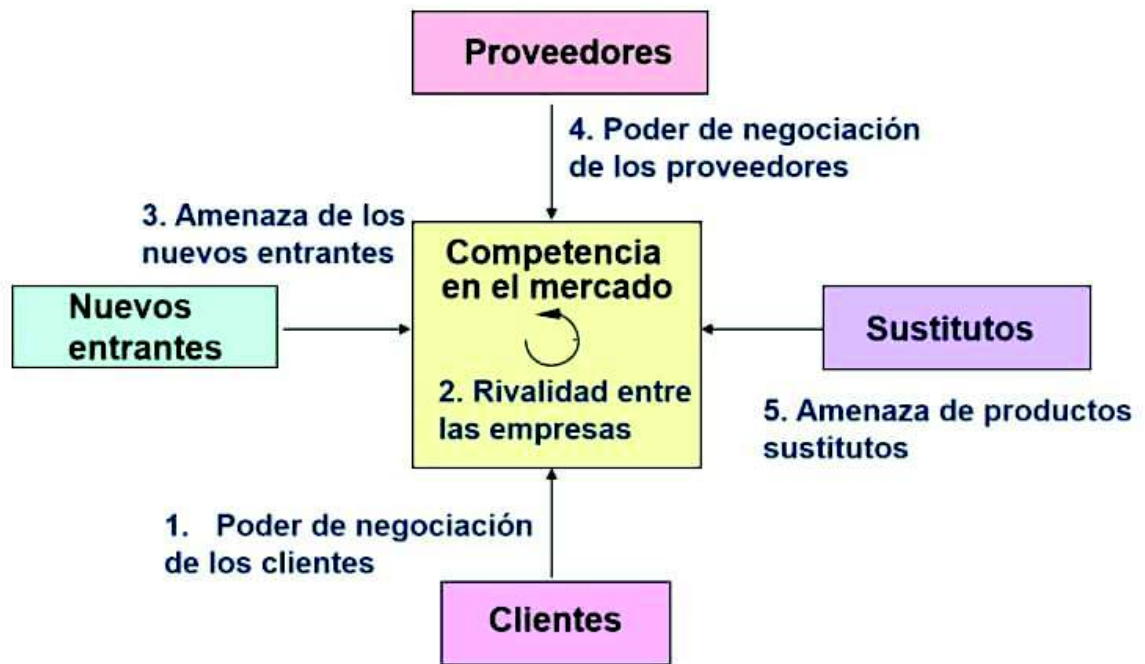 Proveedores
4. Poder de negociación
de los proveedores
3. Amenaza de los
nuevos entrantes
Competencia
en el mercado
Nuevos
entrantes
Sustitutos
2. Rivalidad entre
las empresas
5. Amenaza de productos
sustitutos
1. Poder de negociación
de los clientes
Clientes